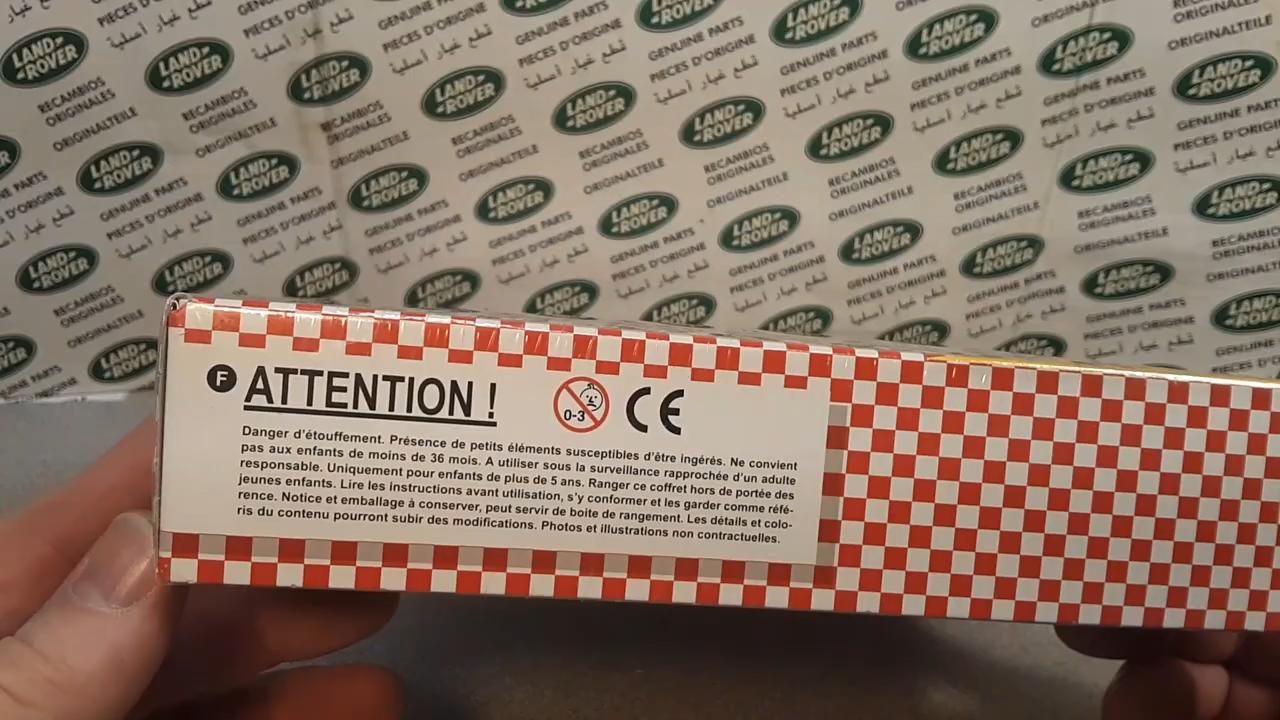 F ATTENTION !
0-3 CE
Danger d'étouffement. Présence de petits éléments susceptibles d'être ingérés. Ne convient
pas aux enfants de moins de 36 mois. A utiliser sous la surveillance rapprochée d'un adulte
responsable. Uniquement pour enfants de plus de 5 ans. Ranger ce coffret hors de portée des
jeunes enfants. Lire les instructions avant utilisation, s'y conformer et les garder comme réfé-
rence. Notice et emballage à conserver, peut servir de boite de rangement. Les détails et colo-
ris du contenu pourront subir des modifications. Photos et illustrations non contractuelles.
LAND
ROVER
GENUINE PARTS
PIECES D'ORIGINE
قطع غيار أصلية
RECAMBIOS
ORIGINALES
ORIGINALTEILE